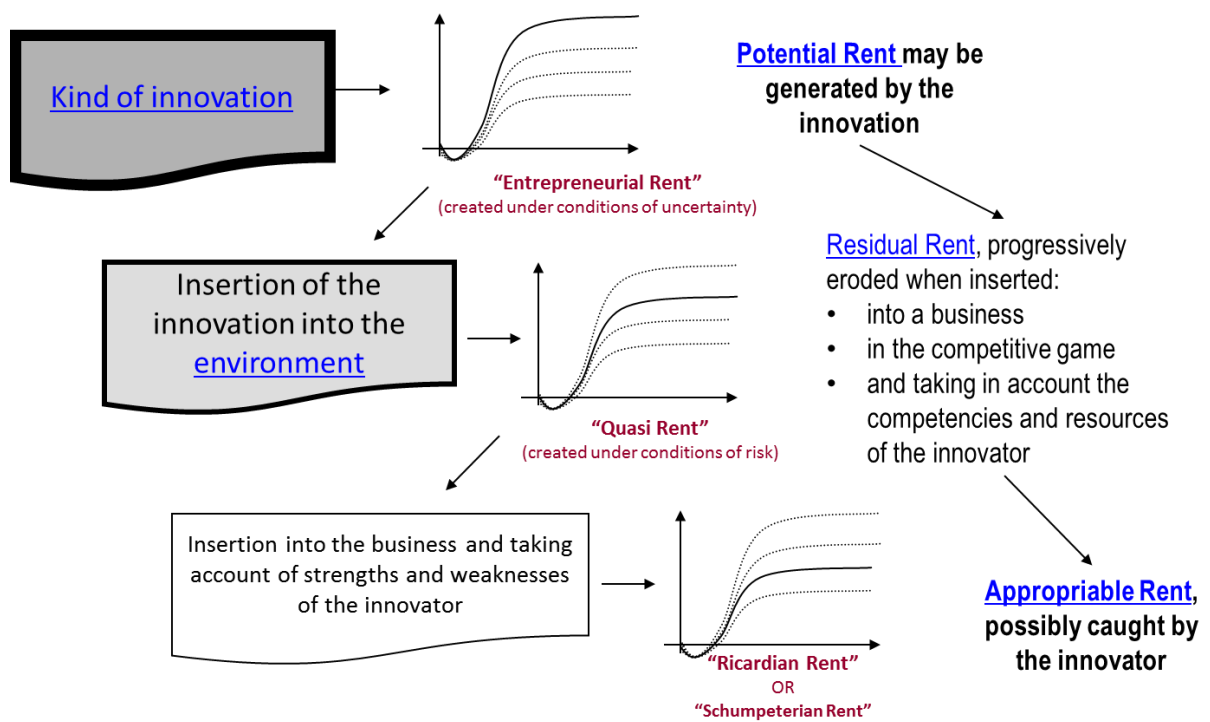 Kind of innovation
“Entrepreneurial Rent”
(created under conditions of uncertainty)
Potential Rent may be
generated by the
innovation
Insertion of the
innovation into the
environment
“Quasi Rent”
(created under conditions of risk)
Residual Rent, progressively
eroded when inserted:
• into a business
• in the competitive game
• and taking in account the
competencies and resources
of the innovator
Insertion into the business and taking
account of strengths and weaknesses
of the innovator
“Ricardian Rent”
OR
“Schumpeterian Rent”
Appropriable Rent,
possibly caught by
the innovator